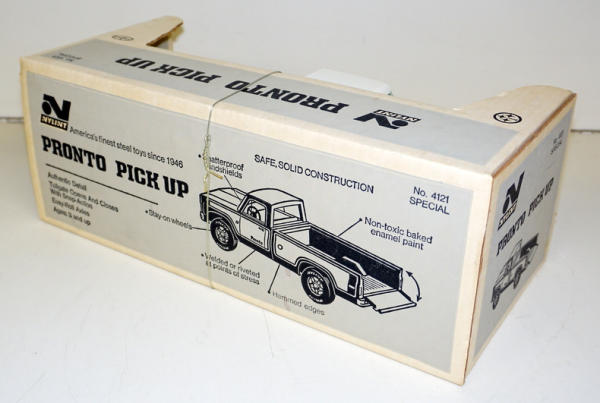 PRONTO PICK UP
NYLINT
NYLINT
America's finest steel toys since 1946
PRONTO PICK UP
Authentic Detail
Tailgate Opens And Closes
With Snap-Action
Easy-Roll Axles
Ages 3 and up
Shatterproof
windshields
SAFE, SOLID CONSTRUCTION
No. 4121
SPECIAL
Stay-on wheels
Non-toxic baked
enamel paint
Welded or riveted
at points of stress
Hemmed edges
NYLINT
PRONTO PICK UP